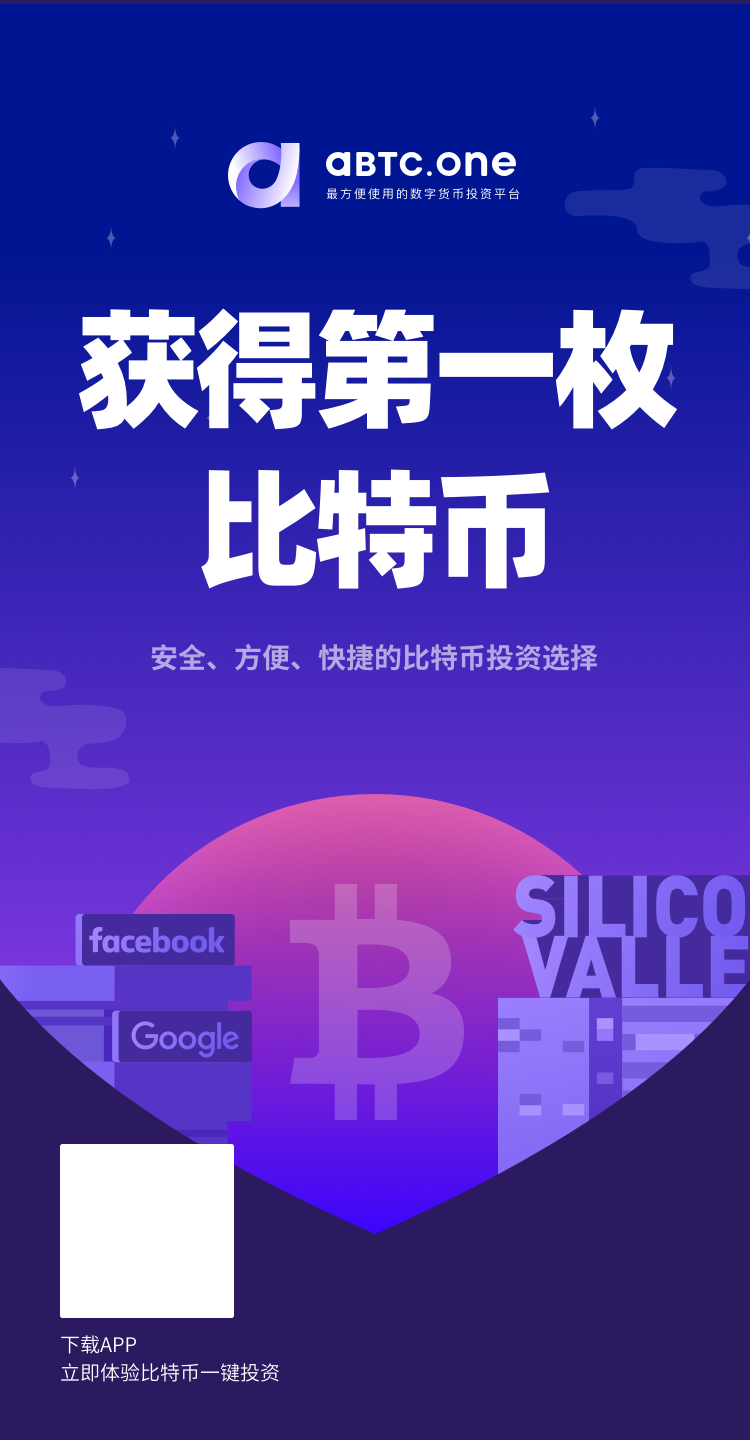 aBTC.one
最方便使用的数字货币投资平台
获得第一枚
比特币
安全、方便、快捷的比特币投资选择
SILICO
VALLE
facebook
Google
下载APP
立即体验比特币一键投资